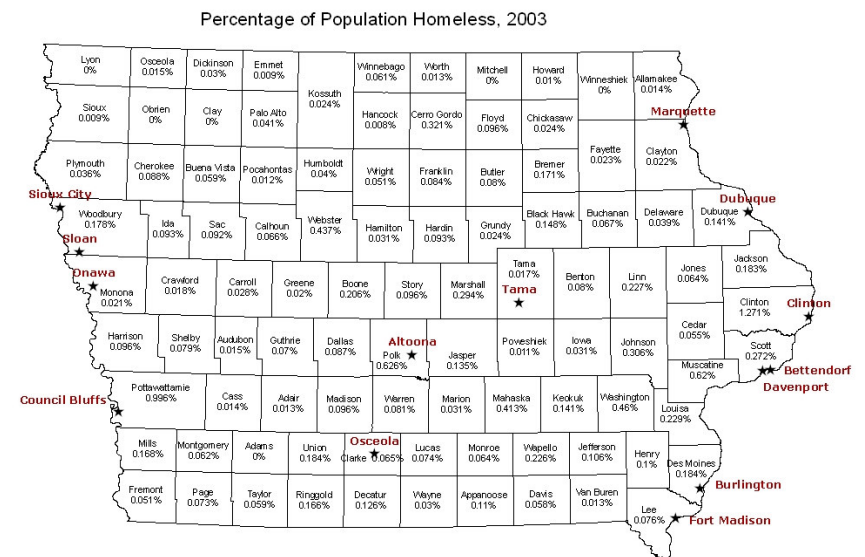 Percentage of Population Homeless, 2003
Lyon
0%
Osceola
0.015%
Dickinson
0.03%
Emmet
0.009%
Kossuth
0.024%
Winnebago
0.061%
Worth
0.013%
Mitchell
0%
Howard
0.01%
Winneshiek
0%
Allamakee
0.014%
Marquette
Sioux
0.009%
Obrien
0%
Clay
0%
Palo Alto
0.041%
Hancock
0.008%
Cerro Gordo
0.321%
Floyd
0.096%
Chickasaw
0.024%
Fayette
0.023%
Clayton
0.022%
Plymouth
0.036%
Cherokee
0.088%
Buena Vista
0.059%
Pocahontas
0.012%
Humboldt
0.04%
Wright
0.051%
Franklin
0.084%
Butler
0.08%
Bremer
0.171%
Sioux City
Woodbury
0.178%
Ida
0.093%
Sac
0.092%
Calhoun
0.066%
Webster
0.437%
Hamilton
0.031%
Hardin
0.093%
Grundy
0.024%
Black Hawk
0.148%
Buchanan
0.067%
Delaware
0.039%
Dubuque
0.141%
Dubuque
Sloan
Onawa
Monona
0.021%
Crawford
0.018%
Carroll
0.028%
Greene
0.02%
Boone
0.206%
Story
0.096%
Marshall
0.294%
Tama
0.017%
Tama
Benton
0.08%
Linn
0.227%
Jones
0.064%
Jackson
0.183%
Clinton
1.271%
Clinton
Harrison
0.096%
Shelby
0.079%
Audubon
0.015%
Guthrie
0.07%
Dallas
0.087%
Altoona
Polk
0.626%
Jasper
0.135%
Poweshiek
0.011%
Iowa
0.031%
Johnson
0.306%
Cedar
0.055%
Scott
0.272%
Muscatine
0.62%
Bettendorf
Davenport
Council Bluffs
Pottawattamie
0.996%
Cass
0.014%
Adair
0.013%
Madison
0.096%
Warren
0.081%
Marion
0.031%
Mahaska
0.413%
Keokuk
0.141%
Washington
0.46%
Louisa
0.229%
Mills
0.168%
Montgomery
0.062%
Adams
0%
Union
0.184%
Osceola
Clarke 0.065%
Lucas
0.074%
Monroe
0.064%
Wapello
0.226%
Jefferson
0.106%
Henry
0.1%
Des Moines
0.184%
Burlington
Fremont
0.051%
Page
0.073%
Taylor
0.059%
Ringgold
0.166%
Decatur
0.126%
Wayne
0.03%
Appanoose
0.11%
Davis
0.058%
Van Buren
0.013%
Lee
0.076%
Fort Madison